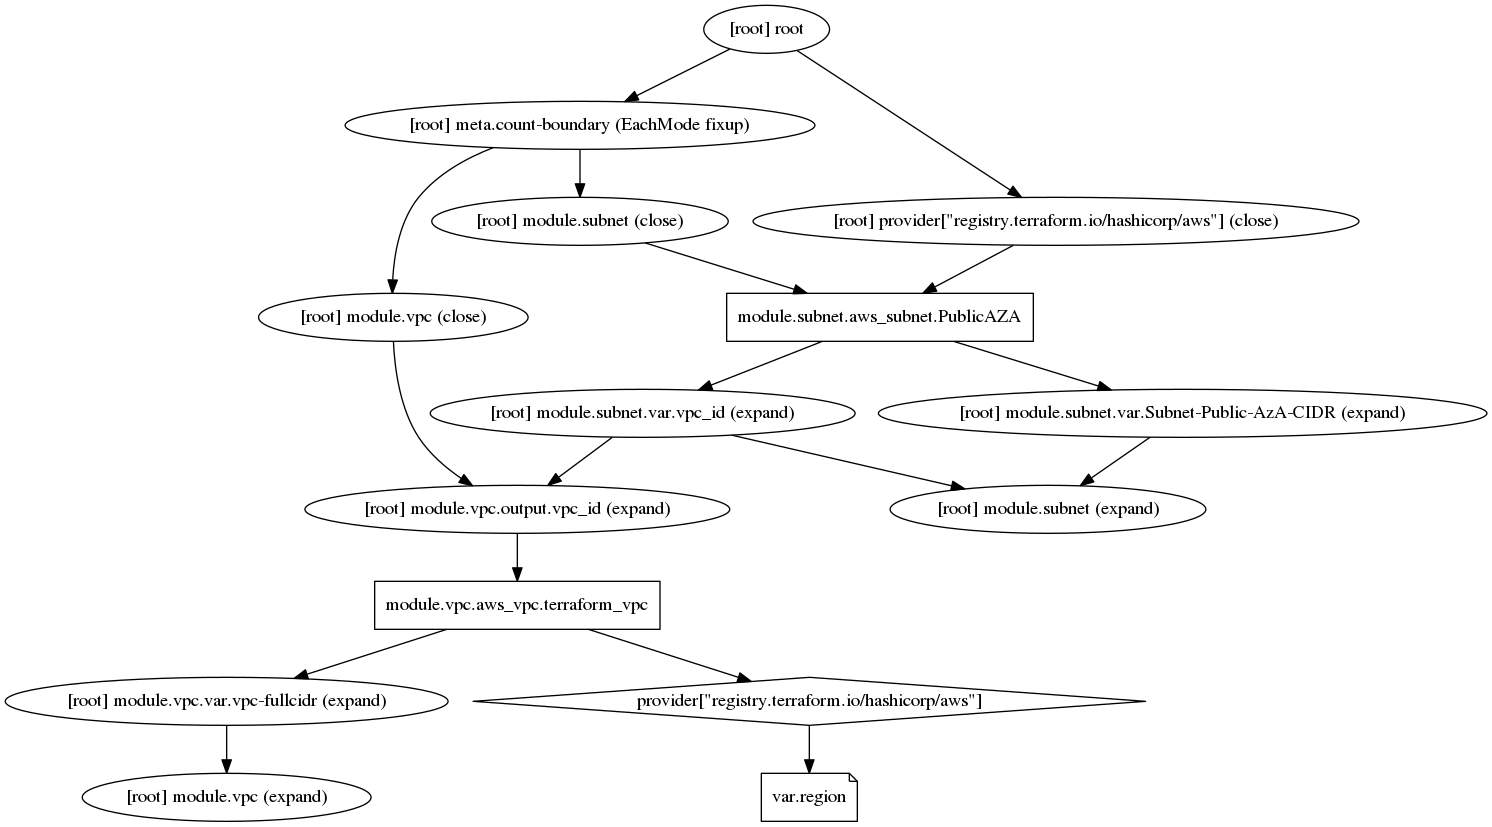 [root] root
[root] meta.count-boundary (EachMode fixup)
[root] module.subnet (close)
[root] provider["registry.terraform.io/hashicorp/aws"] (close)
[root] module.vpc (close)
module.subnet.aws_subnet.PublicAZA
[root] module.subnet.var.vpc_id (expand)
[root] module.subnet.var.Subnet-Public-AzA-CIDR (expand)
[root] module.vpc.output.vpc_id (expand)
[root] module.subnet (expand)
module.vpc.aws_vpc.terraform_vpc
[root] module.vpc.var.vpc-fullcidr (expand)
provider["registry.terraform.io/hashicorp/aws"]
[root] module.vpc (expand)
var.region